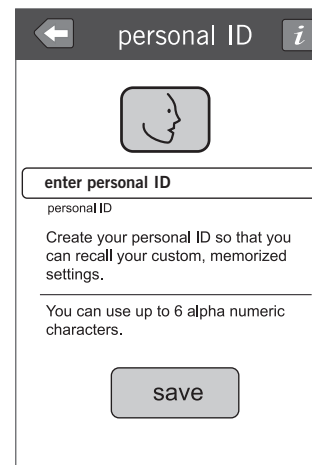 personal ID
i
enter personal ID
personal ID
Create your personal ID so that you
can recall your custom, memorized
settings.
You can use up to 6 alpha numeric
characters.
save